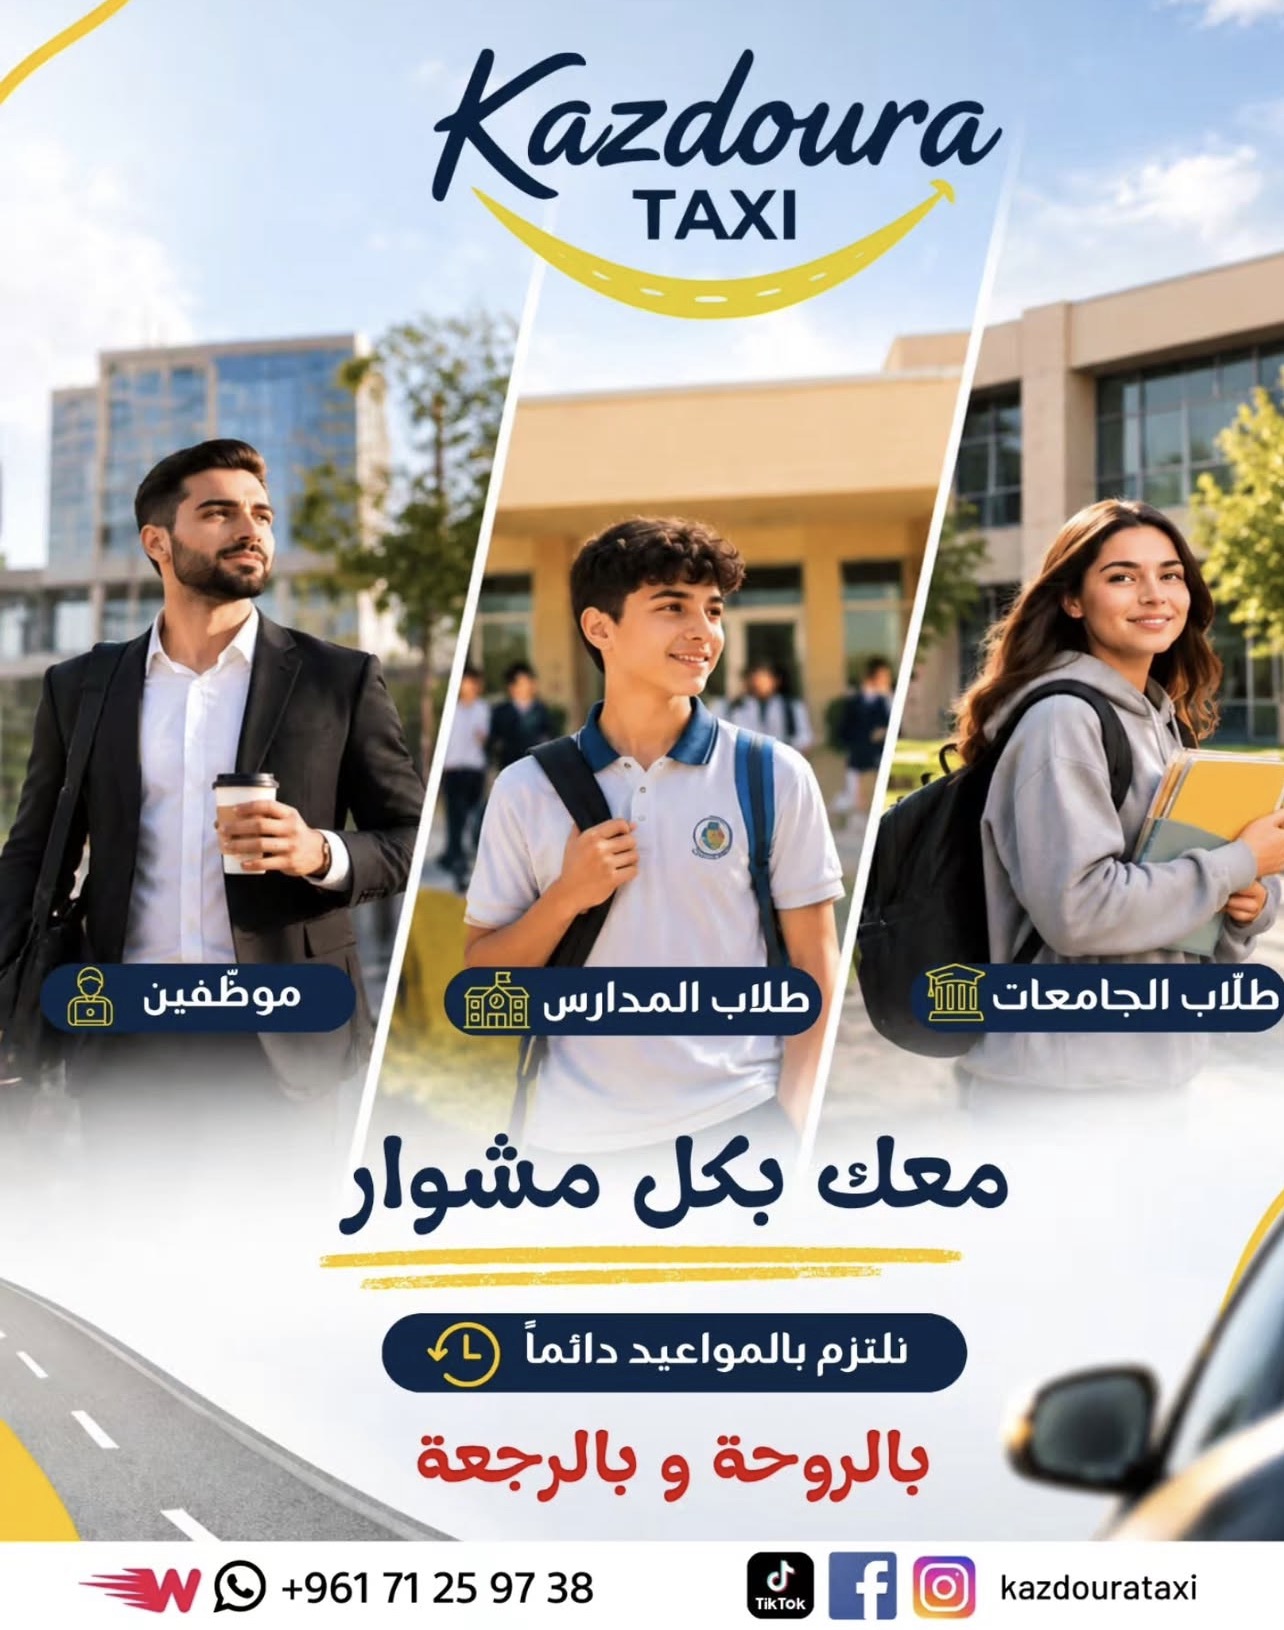 Kazdoura
TAXI
موظّفين
طلاب المدارس
طلّاب الجامعات
معك بكل مشوار
نلتزم بالمواعيد دائماً
بالروحة و بالرجعة
W +961 71 25 97 38
TikTok
kazdourataxi